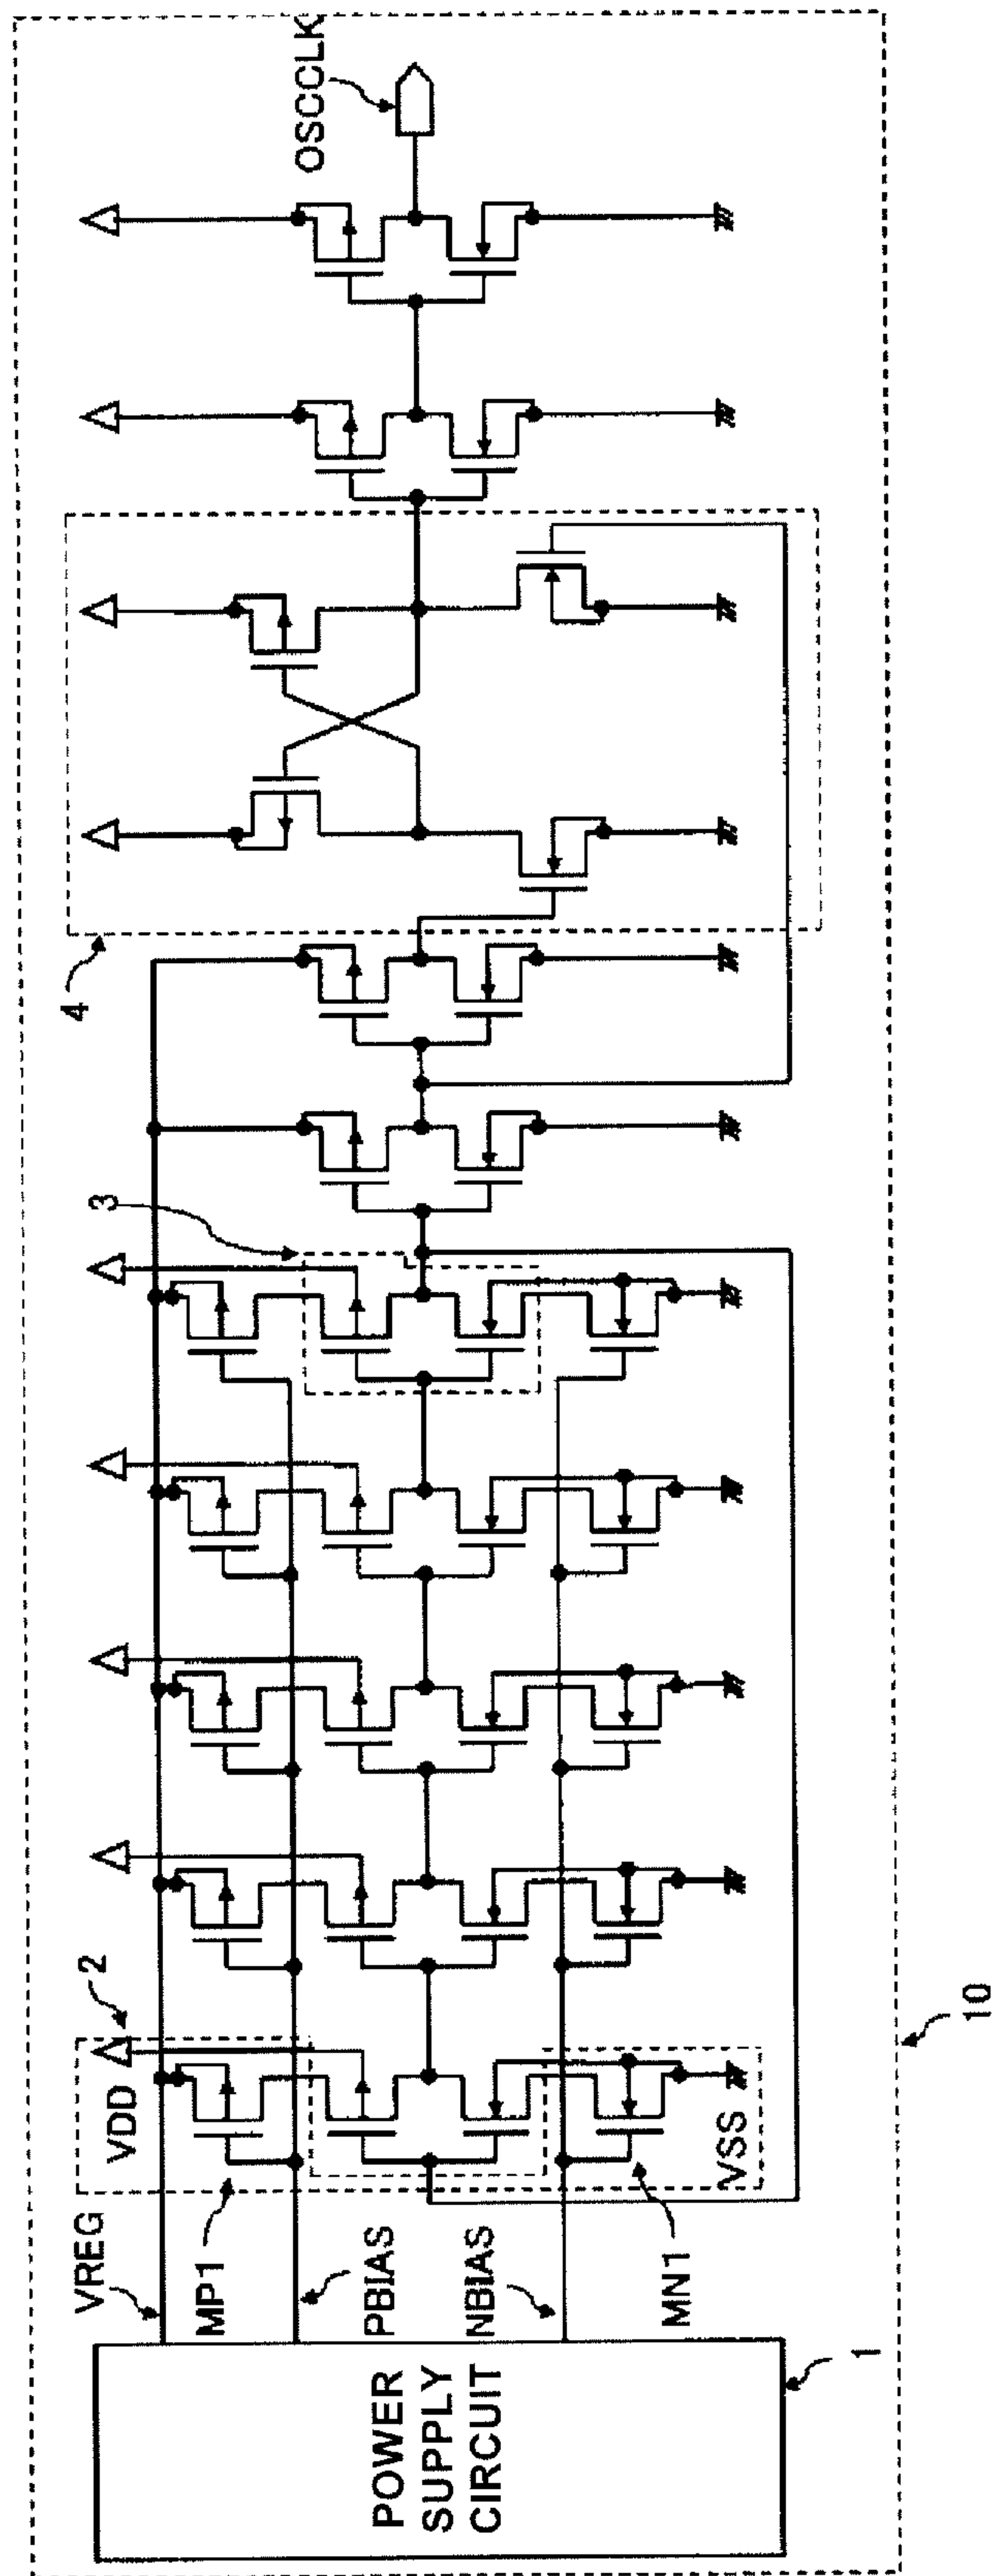 POWER
SUPPLY
CIRCUIT
1
VREG
MP1
PBIAS
NBIAS
MN1
VDD
2
VSS
3
4
OSCCLK
10